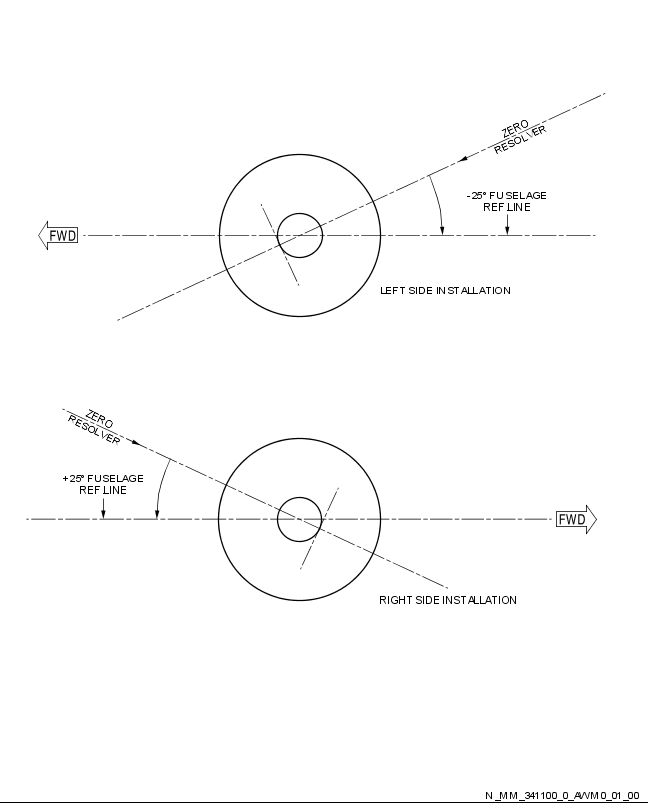 ZERO
RESOLVER
-25° FUSELAGE
REF LINE
FWD
LEFT SIDE INSTALLATION
ZERO
RESOLVER
+25° FUSELAGE
REF LINE
FWD
RIGHT SIDE INSTALLATION
N_MM_341100_0_AWM0_01_00